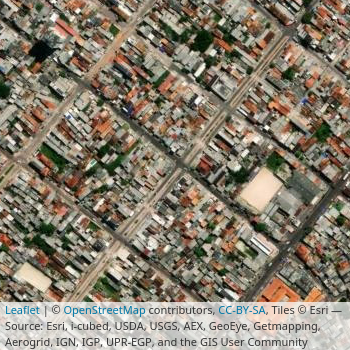 Leaflet | © OpenStreetMap contributors, CC-BY-SA, Tiles © Esri —
Source: Esri, i-cubed, USDA, USGS, AEX, GeoEye, Getmapping,
Aerogrid, IGN, IGP, UPR-EGP, and the GIS User Community